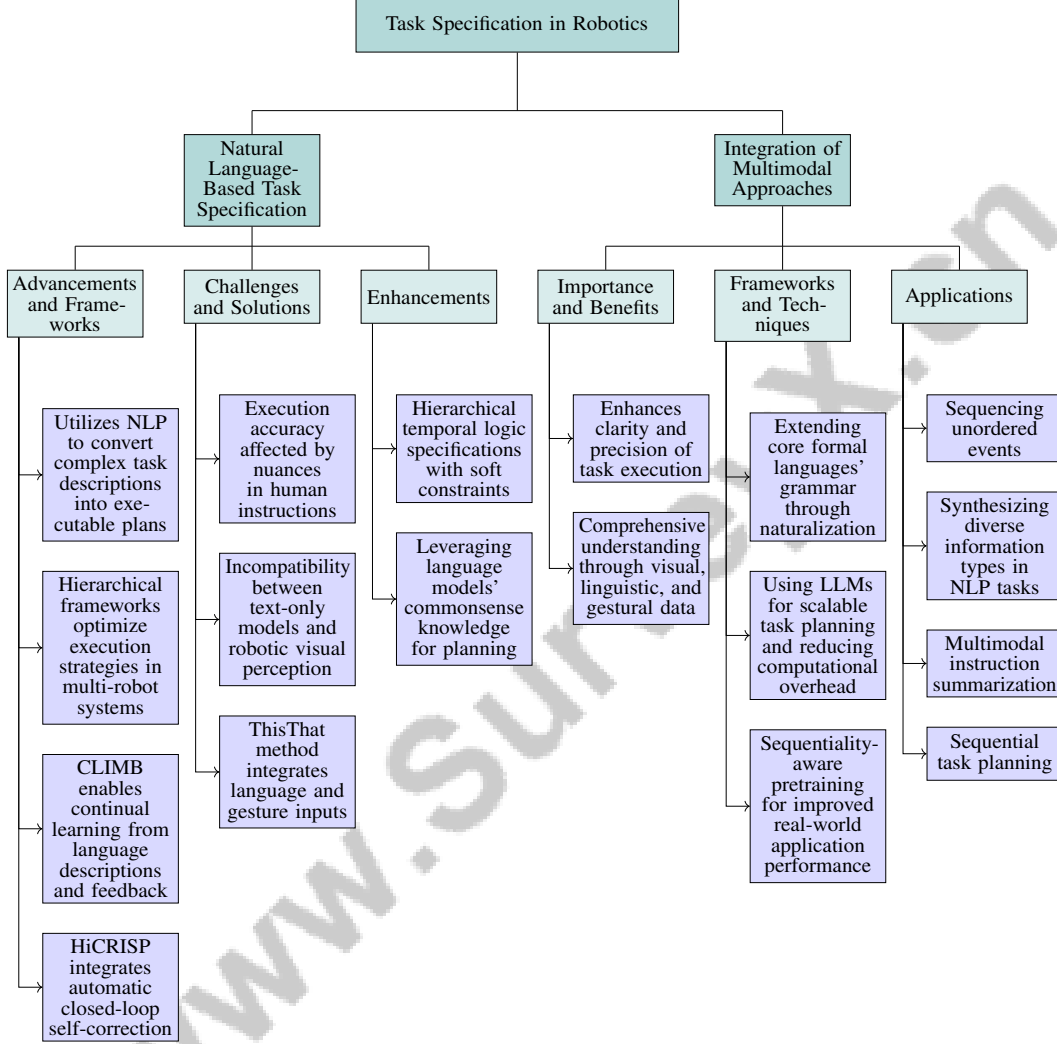 Task Specification in Robotics
Natural
Language-
Based Task
Specification
Integration of
Multimodal
Approaches
Advancements
and Frame-
works
Challenges
and Solutions
Enhancements
Importance
and Benefits
Frameworks
and Tech-
niques
Applications
Utilizes NLP
to convert
complex task
descriptions
into exe-
cutable plans
Hierarchical
frameworks
optimize
execution
strategies in
multi-robot
systems
CLIMB
enables
continual
learning from
language
descriptions
and feedback
HiCRISP
integrates
automatic
closed-loop
self-correction
Execution
accuracy
affected by
nuances
in human
instructions
Incompatibility
between
text-only
models and
robotic visual
perception
ThisThat
method
integrates
language and
gesture inputs
Hierarchical
temporal logic
specifications
with soft
constraints
Leveraging
language
models'
commonsense
knowledge
for planning
Enhances
clarity and
precision of
task execution
Comprehensive
understanding
through visual,
linguistic, and
gestural data
Extending
core formal
languages'
grammar
through
naturalization
Using LLMs
for scalable
task planning
and reducing
computational
overhead
Sequentiality-
aware
pretraining
for improved
real-world
application
performance
Sequencing
unordered
events
Synthesizing
diverse
information
types in
NLP tasks
Multimodal
instruction
summarization
Sequential
task planning
www.Surveyx.cn